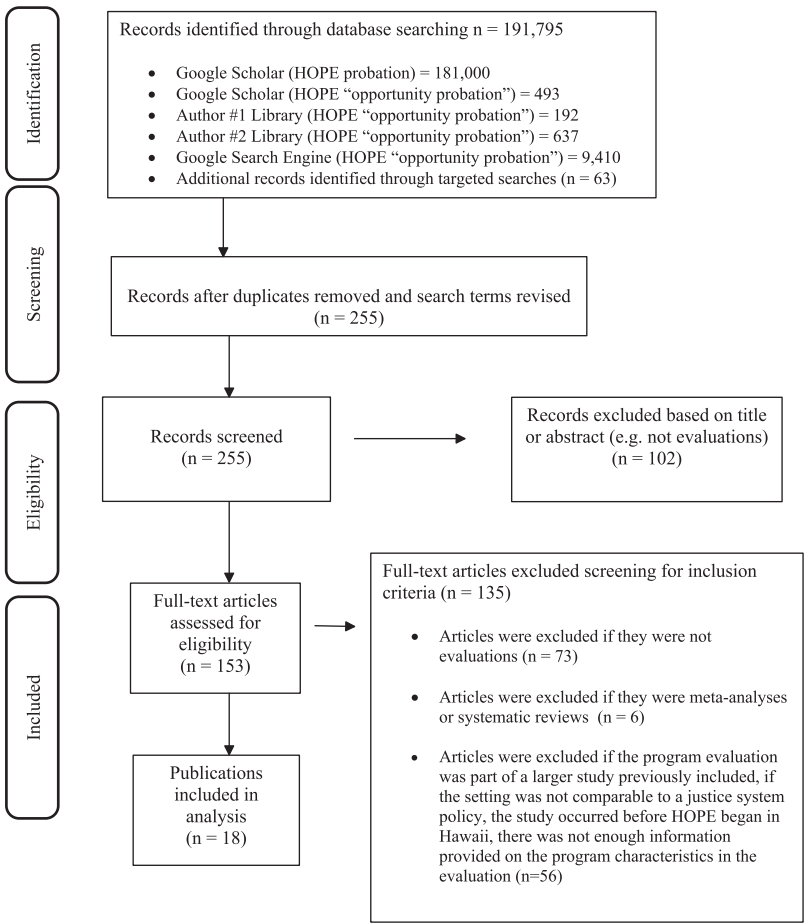 Identification
Records identified through database searching n = 191,795
• Google Scholar (HOPE probation) = 181,000
• Google Scholar (HOPE “opportunity probation”) = 493
• Author #1 Library (HOPE “opportunity probation”) = 192
• Author #2 Library (HOPE “opportunity probation”) = 637
• Google Search Engine (HOPE “opportunity probation”) = 9,410
• Additional records identified through targeted searches (n = 63)
Screening
Records after duplicates removed and search terms revised
(n = 255)
Eligibility
Records screened
(n = 255)
Records excluded based on title
or abstract (e.g. not evaluations)
(n = 102)
Full-text articles
assessed for
eligibility
(n = 153)
Full-text articles excluded screening for inclusion
criteria (n = 135)
• Articles were excluded if they were not
evaluations (n = 73)
• Articles were excluded if they were meta-analyses
or systematic reviews (n = 6)
• Articles were excluded if the program evaluation
was part of a larger study previously included, if
the setting was not comparable to a justice system
policy, the study occurred before HOPE began in
Hawaii, there was not enough information
provided on the program characteristics in the
evaluation (n=56)
Included
Publications
included in
analysis
(n = 18)